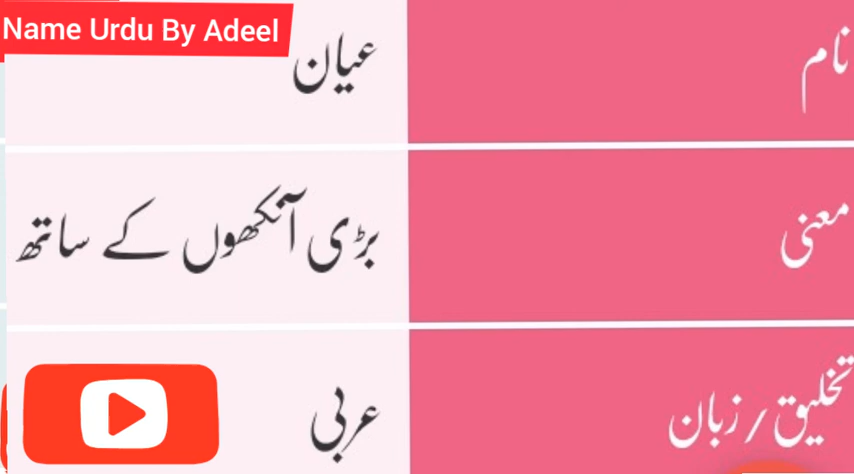 Name Urdu By Adeel
نام عیان
معنی بڑی آنکھوں کے ساتھ
تخلیق / زبان عربی